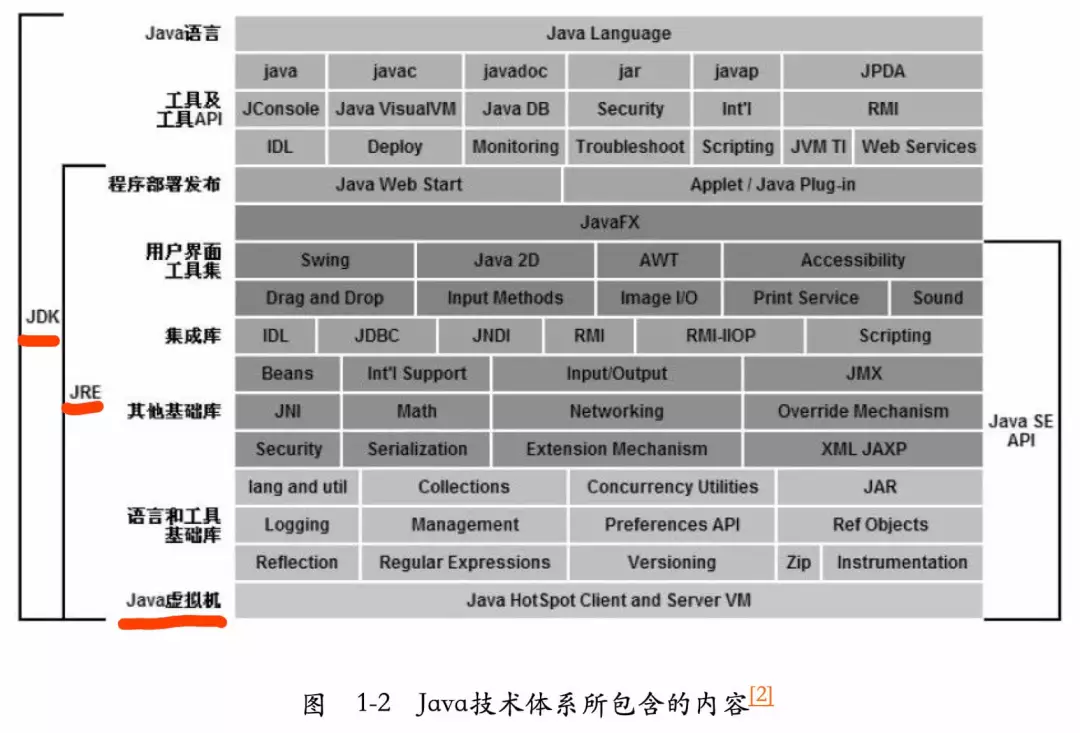 Java语言 Java Language
java javac javadoc jar javap JPDA
工具及
工具API
JConsole Java VisualVM Java DB Security Int'l RMI
IDL Deploy Monitoring Troubleshoot Scripting JVM TI Web Services
程序部署发布 Java Web Start Applet / Java Plug-in
JavaFX
用户界面
工具集
Swing Java 2D AWT Accessibility
Drag and Drop Input Methods Image I/O Print Service Sound
JDK
集成库 IDL JDBC JNDI RMI RMI-IIOP Scripting
Beans Int'l Support Input/Output JMX
JRE
其他基础库 JNI Math Networking Override Mechanism
Java SE
API
Security Serialization Extension Mechanism XML JAXP
lang and util Collections Concurrency Utilities JAR
语言和工具
基础库
Logging Management Preferences API Ref Objects
Reflection Regular Expressions Versioning Zip Instrumentation
Java虚拟机 Java HotSpot Client and Server VM
图 1-2 Java技术体系所包含的内容[2]